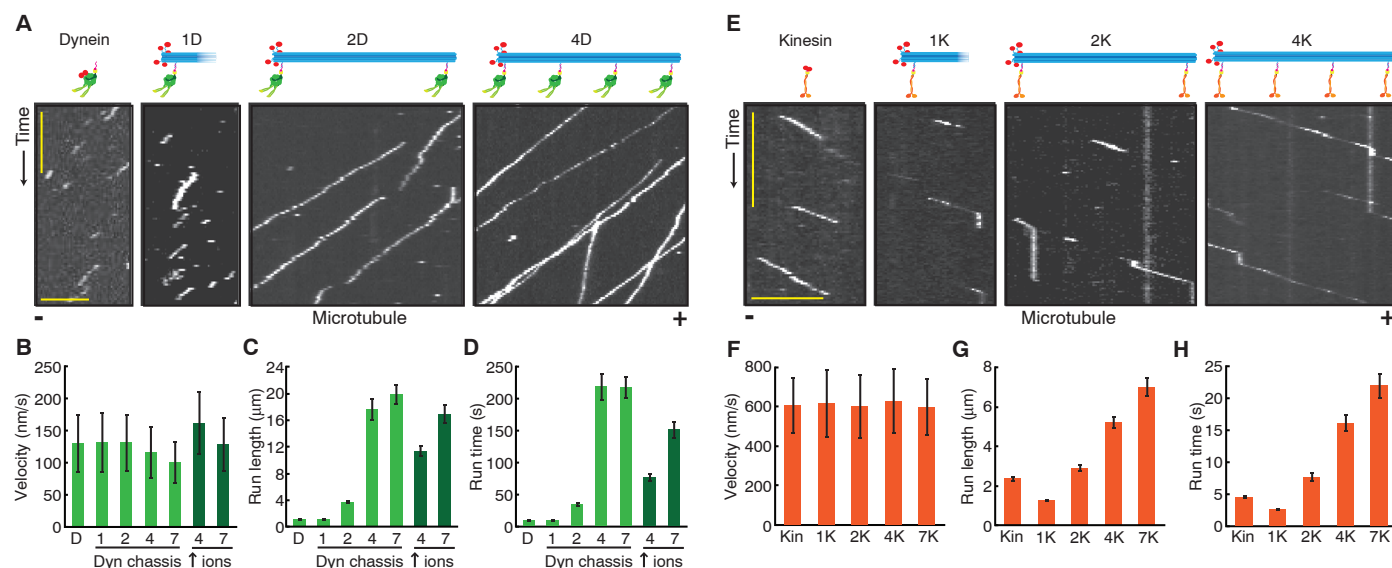 A
Dynein 1D 2D 4D
Time
- Microtubule +
E
Kinesin 1K 2K 4K
Time
- Microtubule +
B
Velocity (nm/s)
250
200
150
100
50
0
D 1 2 4 7 4 7
Dyn chassis ↑ ions
C
Run length (μm)
24
20
16
12
8
4
0
D 1 2 4 7 4 7
Dyn chassis ↑ ions
D
Run time (s)
250
200
150
100
50
0
D 1 2 4 7 4 7
Dyn chassis ↑ ions
F
Velocity (nm/s)
800
600
400
200
0
Kin 1K 2K 4K 7K
G
Run length (μm)
8
6
4
2
0
Kin 1K 2K 4K 7K
H
Run time (s)
25
20
15
10
5
0
Kin 1K 2K 4K 7K